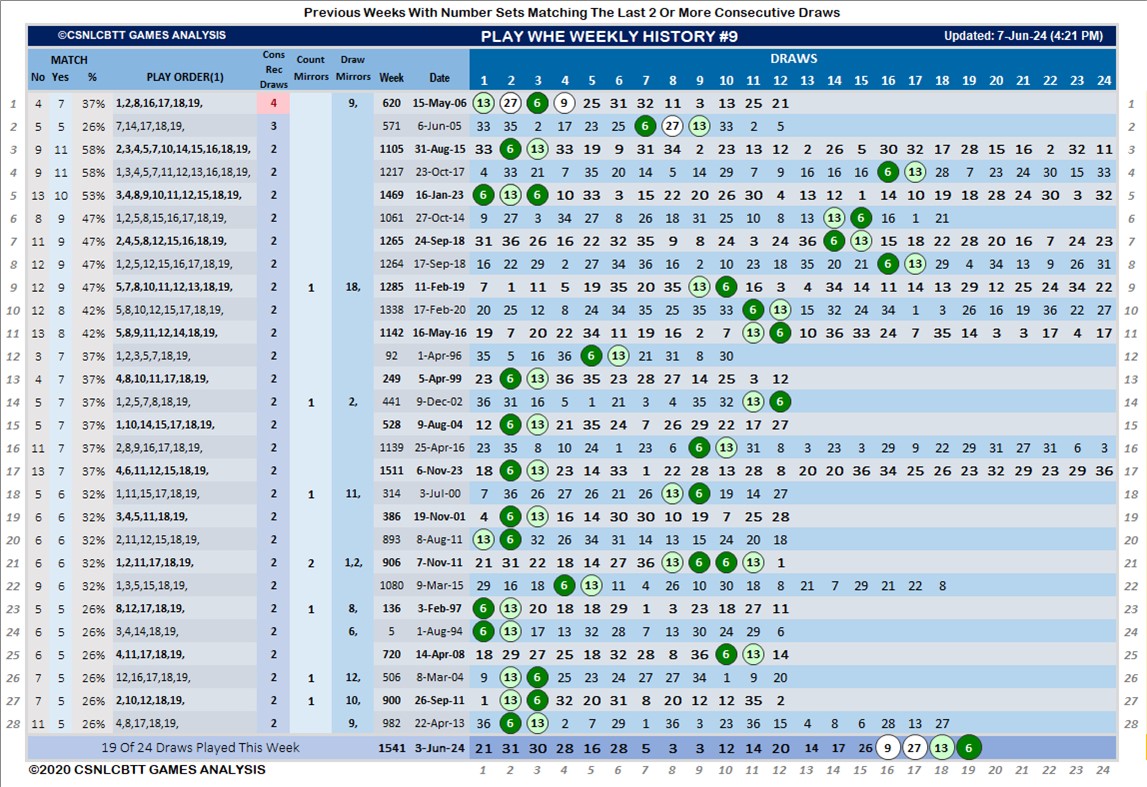 Previous Weeks With Number Sets Matching The Last 2 Or More Consecutive Draws
©CSNLCBTT GAMES ANALYSIS PLAY WHE WEEKLY HISTORY #9 Updated: 7-Jun-24 (4:21 PM)
MATCH Cons Rec Draws Count Mirrors Draw Mirrors DRAWS
No Yes % PLAY ORDER(1) Week Date 1 2 3 4 5 6 7 8 9 10 11 12 13 14 15 16 17 18 19 20 21 22 23 24
1 4 7 37% 1,2,8,16,17,18,19, 4 9, 620 15-May-06 13 27 6 9 25 31 32 11 3 13 25 21 1
2 5 5 26% 7,14,17,18,19, 3 571 6-Jun-05 33 35 2 17 23 25 6 27 13 33 2 5 2
3 9 11 58% 2,3,4,5,7,10,14,15,16,18,19, 2 1105 31-Aug-15 33 6 13 33 19 9 31 34 2 23 13 12 2 26 5 30 32 17 28 15 16 2 32 11 3
4 9 11 58% 1,3,4,5,7,11,12,13,16,18,19, 2 1217 23-Oct-17 4 33 21 7 35 20 14 5 14 29 7 9 16 16 16 6 13 28 7 23 24 30 15 33 4
5 13 10 53% 3,4,8,9,10,11,12,15,18,19, 2 1469 16-Jan-23 6 13 6 10 33 3 15 22 20 26 30 4 13 12 1 14 10 19 18 28 24 30 3 32 5
6 8 9 47% 1,2,5,8,15,16,17,18,19, 2 1061 27-Oct-14 9 27 3 34 27 8 26 18 31 25 10 8 13 13 6 16 1 21 6
7 11 9 47% 2,4,5,8,12,15,16,18,19, 2 1265 24-Sep-18 31 36 26 16 22 32 35 9 8 24 3 24 36 6 13 15 18 22 28 20 16 7 24 23 7
8 12 9 47% 1,2,5,12,15,16,17,18,19, 2 1264 17-Sep-18 16 22 29 2 27 34 36 16 2 10 23 18 35 20 21 6 13 29 4 34 13 9 26 31 8
9 12 9 47% 5,7,8,10,11,12,13,18,19, 2 1 18, 1285 11-Feb-19 7 1 11 5 19 35 20 35 13 6 16 3 4 34 14 11 14 13 29 12 25 24 34 22 9
10 12 8 42% 5,8,10,12,15,17,18,19, 2 1338 17-Feb-20 20 25 12 8 24 34 35 25 35 33 6 13 15 32 24 34 1 3 26 16 19 36 22 27 10
11 13 8 42% 5,8,9,11,12,14,18,19, 2 1142 16-May-16 19 7 20 22 34 11 19 16 2 7 13 6 10 36 33 24 7 35 14 3 3 17 4 17 11
12 3 7 37% 1,2,3,5,7,18,19, 2 92 1-Apr-96 35 5 16 36 6 13 21 31 8 30 12
13 4 7 37% 4,8,10,11,17,18,19, 2 249 5-Apr-99 23 6 13 36 35 23 28 27 14 25 3 12 13
14 5 7 37% 1,2,5,7,8,18,19, 2 1 2, 441 9-Dec-02 36 31 16 5 1 21 3 4 35 32 13 6 14
15 5 7 37% 1,10,14,15,17,18,19, 2 528 9-Aug-04 12 6 13 21 35 24 7 26 29 22 17 27 15
16 11 7 37% 2,8,9,16,17,18,19, 2 1139 25-Apr-16 23 35 8 10 24 1 23 6 6 13 31 8 3 23 3 29 9 22 29 31 27 31 6 3 16
17 13 7 37% 4,6,11,12,15,18,19, 2 1511 6-Nov-23 18 6 13 23 14 33 1 22 28 13 28 8 20 20 36 34 25 26 23 32 29 23 29 36 17
18 5 6 32% 1,11,15,17,18,19, 2 1 11, 314 3-Jul-00 7 36 26 27 26 21 26 13 6 19 14 27 18
19 6 6 32% 3,4,5,11,18,19, 2 386 19-Nov-01 4 6 13 16 14 30 30 10 19 7 25 28 19
20 6 6 32% 2,11,12,15,18,19, 2 893 8-Aug-11 13 6 32 26 34 31 14 13 15 24 20 18 20
21 6 6 32% 1,2,11,17,18,19, 2 2 1,2, 906 7-Nov-11 21 31 22 18 14 27 36 13 6 6 13 1 21
22 9 6 32% 1,3,5,15,18,19, 2 1080 9-Mar-15 29 16 18 6 13 11 4 26 10 30 18 8 21 7 29 21 22 8 22
23 5 5 26% 8,12,17,18,19, 2 1 8, 136 3-Feb-97 6 13 20 18 18 29 1 3 23 18 27 11 23
24 6 5 26% 3,4,14,18,19, 2 6, 5 1-Aug-94 6 13 17 13 32 28 7 13 30 24 29 6 24
25 6 5 26% 4,11,17,18,19, 2 720 14-Apr-08 18 29 27 25 18 32 28 8 36 6 13 14 25
26 7 5 26% 12,16,17,18,19, 2 1 12, 506 8-Mar-04 26 13 6 25 23 24 27 27 34 1 9 20 26
27 7 5 26% 2,10,12,18,19, 2 1 10, 900 26-Sep-11 1 13 6 32 20 31 8 20 12 12 35 2 27
28 11 5 26% 4,8,17,18,19, 2 9, 982 22-Apr-13 36 6 13 2 7 29 1 36 3 23 36 15 4 8 6 28 13 27 28
19 Of 24 Draws Played This Week 1541 3-Jun-24 21 31 30 28 16 28 5 3 3 12 14 20 14 17 26 9 27 13 6
©2020 CSNLCBTT GAMES ANALYSIS 1 2 3 4 5 6 7 8 9 10 11 12 13 14 15 16 17 18 19 20 21 22 23 24